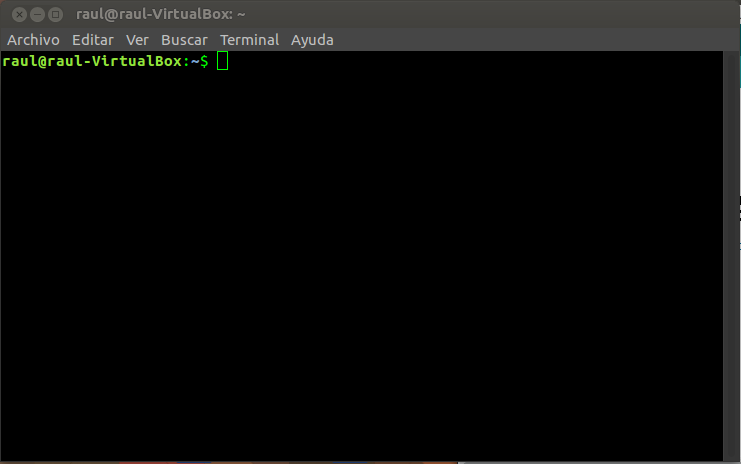 raul@raul-VirtualBox: ~
Archivo Editar Ver Buscar Terminal Ayuda
raul@raul-VirtualBox:~$